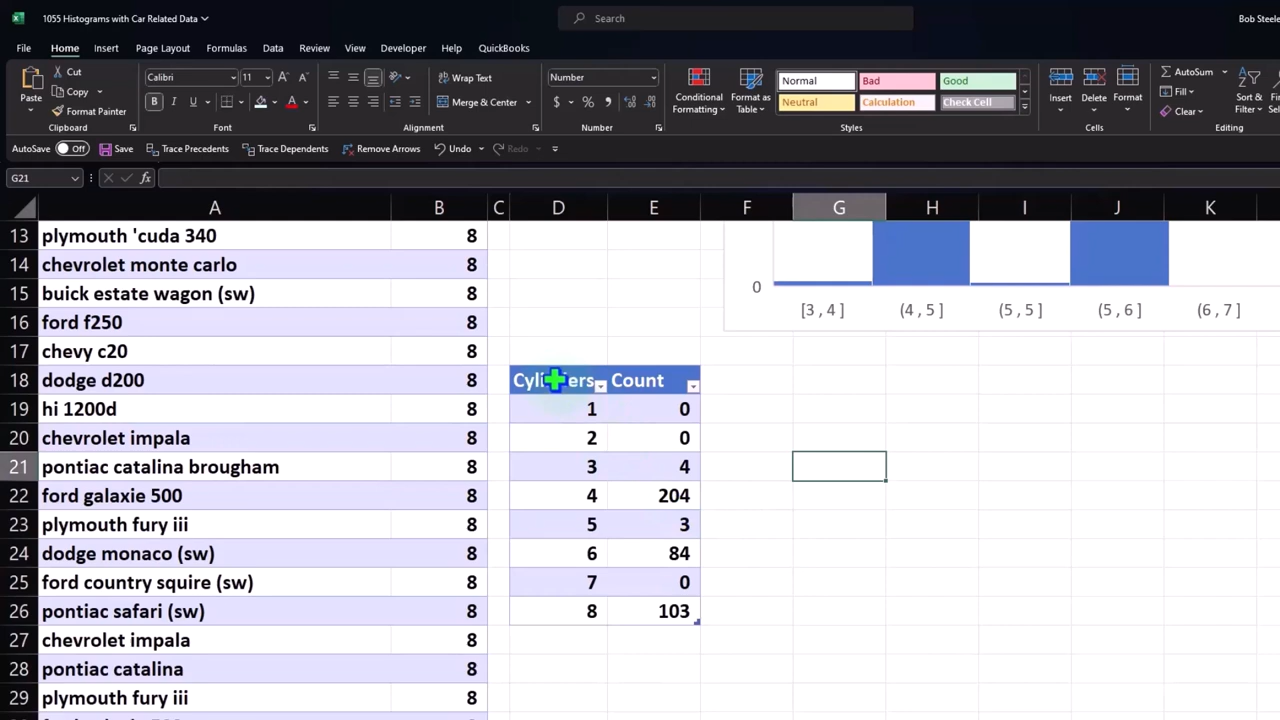 1055 Histograms with Car Related Data
Search
Bob Steele
File Home Insert Page Layout Formulas Data Review View Developer Help QuickBooks
Paste
Cut
Copy
Format Painter
Clipboard
Calibri 11
B I U
Font
Wrap Text
Merge & Center
Alignment
Number
$ % 9
Number
Conditional Formatting
Format as Table
Normal Bad Good
Neutral Calculation Check Cell
Styles
Insert Delete Format
Cells
AutoSum
Fill
Clear
Sort & Filter
Editing
AutoSave Off Save Trace Precedents Trace Dependents Remove Arrows Undo Redo
G21 fx
A B C D E F G H I J K
13 plymouth 'cuda 340 8
14 chevrolet monte carlo 8
15 buick estate wagon (sw) 8
16 ford f250 8
17 chevy c20 8
18 dodge d200 8 Cylinders Count
19 hi 1200d 8 1 0
20 chevrolet impala 8 2 0
21 pontiac catalina brougham 8 3 4
22 ford galaxie 500 8 4 204
23 plymouth fury iii 8 5 3
24 dodge monaco (sw) 8 6 84
25 ford country squire (sw) 8 7 0
26 pontiac safari (sw) 8 8 103
27 chevrolet impala 8
28 pontiac catalina 8
29 plymouth fury iii 8
0
[3 , 4 ] (4 , 5 ] (5 , 5 ] (5 , 6 ] (6 , 7 ]